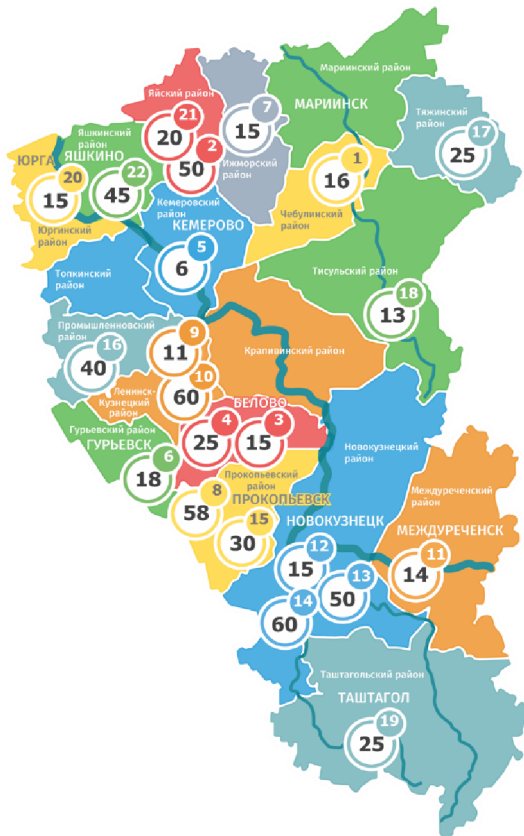 Мариинский район
МАРИИНСК
Яйский район
21
20
2
50
7
15
Ижморский район
Тяжинский район
17
25
1
16
Чебулинский район
Яшкинский район
ЯШКИНО
22
45
ЮРГА
20
15
Юргинский район
Кемеровский район
КЕМЕРОВО
5
6
Топкинский район
Тисульский район
18
13
Промышленновский район
16
40
9
11
10
60
Ленинск-
Кузнецкий
район
Крапивинский район
БЕЛОВО
4
25
3
15
Гурьевский район
ГУРЬЕВСК
6
18
Новокузнецкий
район
Прокопьевский
район
ПРОКОПЬЕВСК
8
58
15
30
Междуреченский
район
МЕЖДУРЕЧЕНСК
11
14
НОВОКУЗНЕЦК
12
15
13
50
14
60
Таштагольский район
ТАШТАГОЛ
19
25